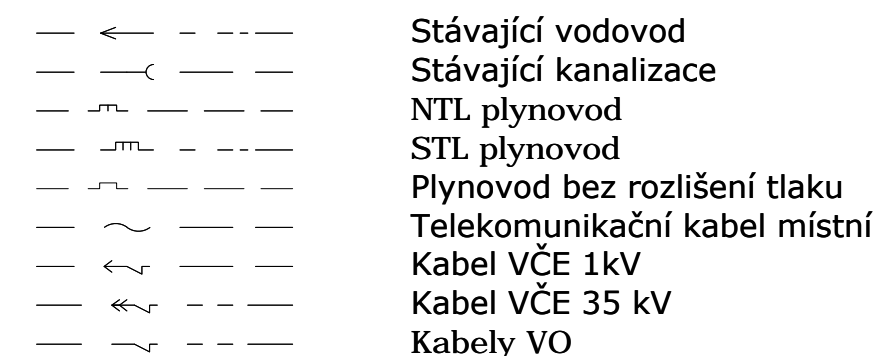 Stávající vodovod
Stávající kanalizace
NTL plynovod
STL plynovod
Plynovod bez rozlišení tlaku
Telekomunikační kabel místní
Kabel VČE 1kV
Kabel VČE 35 kV
Kabely VO